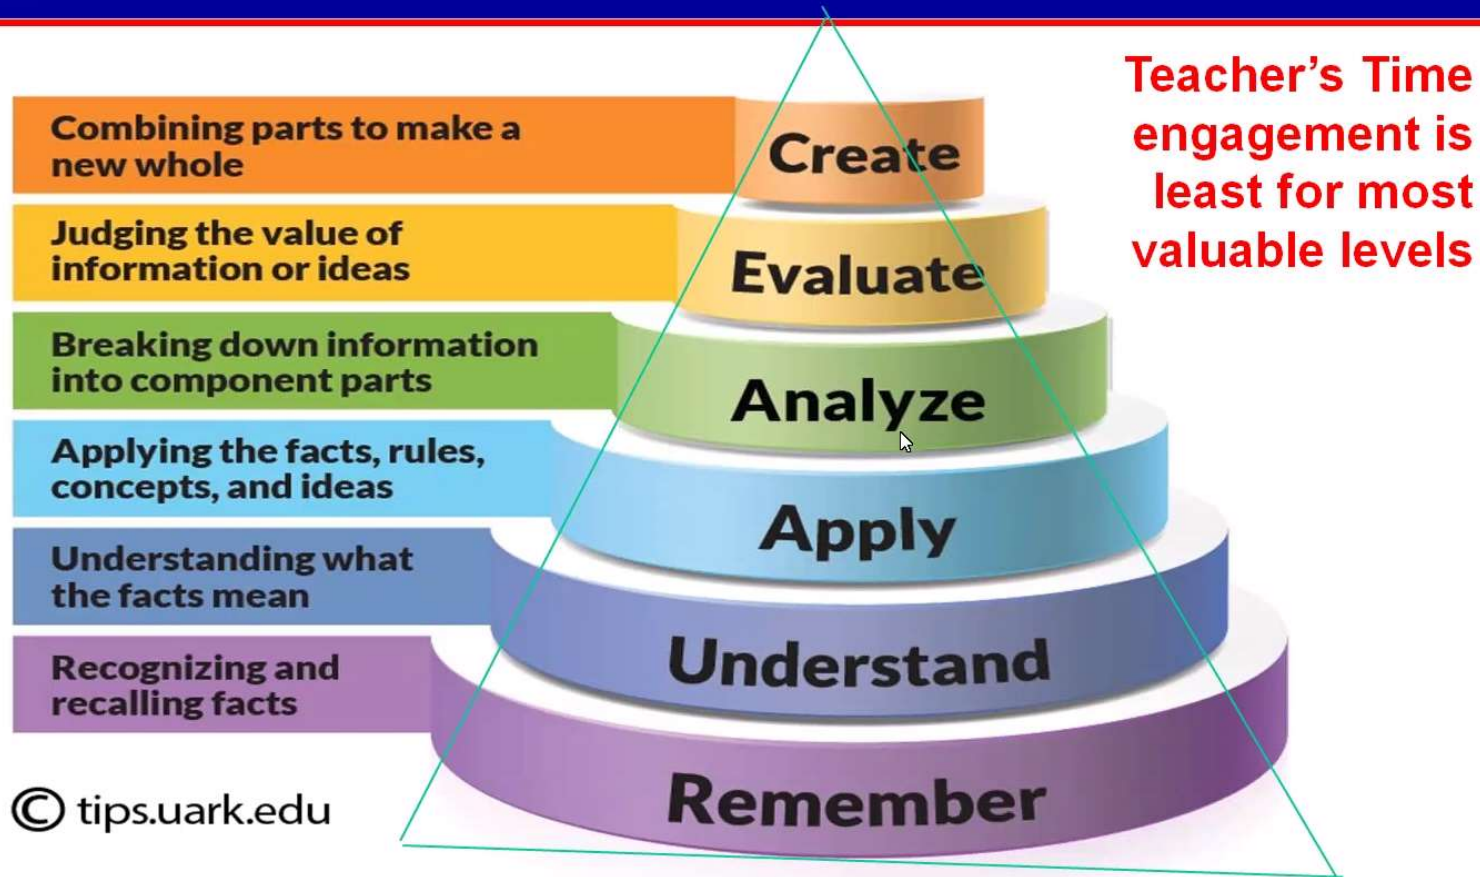 Teacher's Time
engagement is
least for most
valuable levels
Combining parts to make a
new whole
Create
Judging the value of
information or ideas
Evaluate
Breaking down information
into component parts
Analyze
Applying the facts, rules,
concepts, and ideas
Apply
Understanding what
the facts mean
Understand
Recognizing and
recalling facts
Remember
© tips.uark.edu